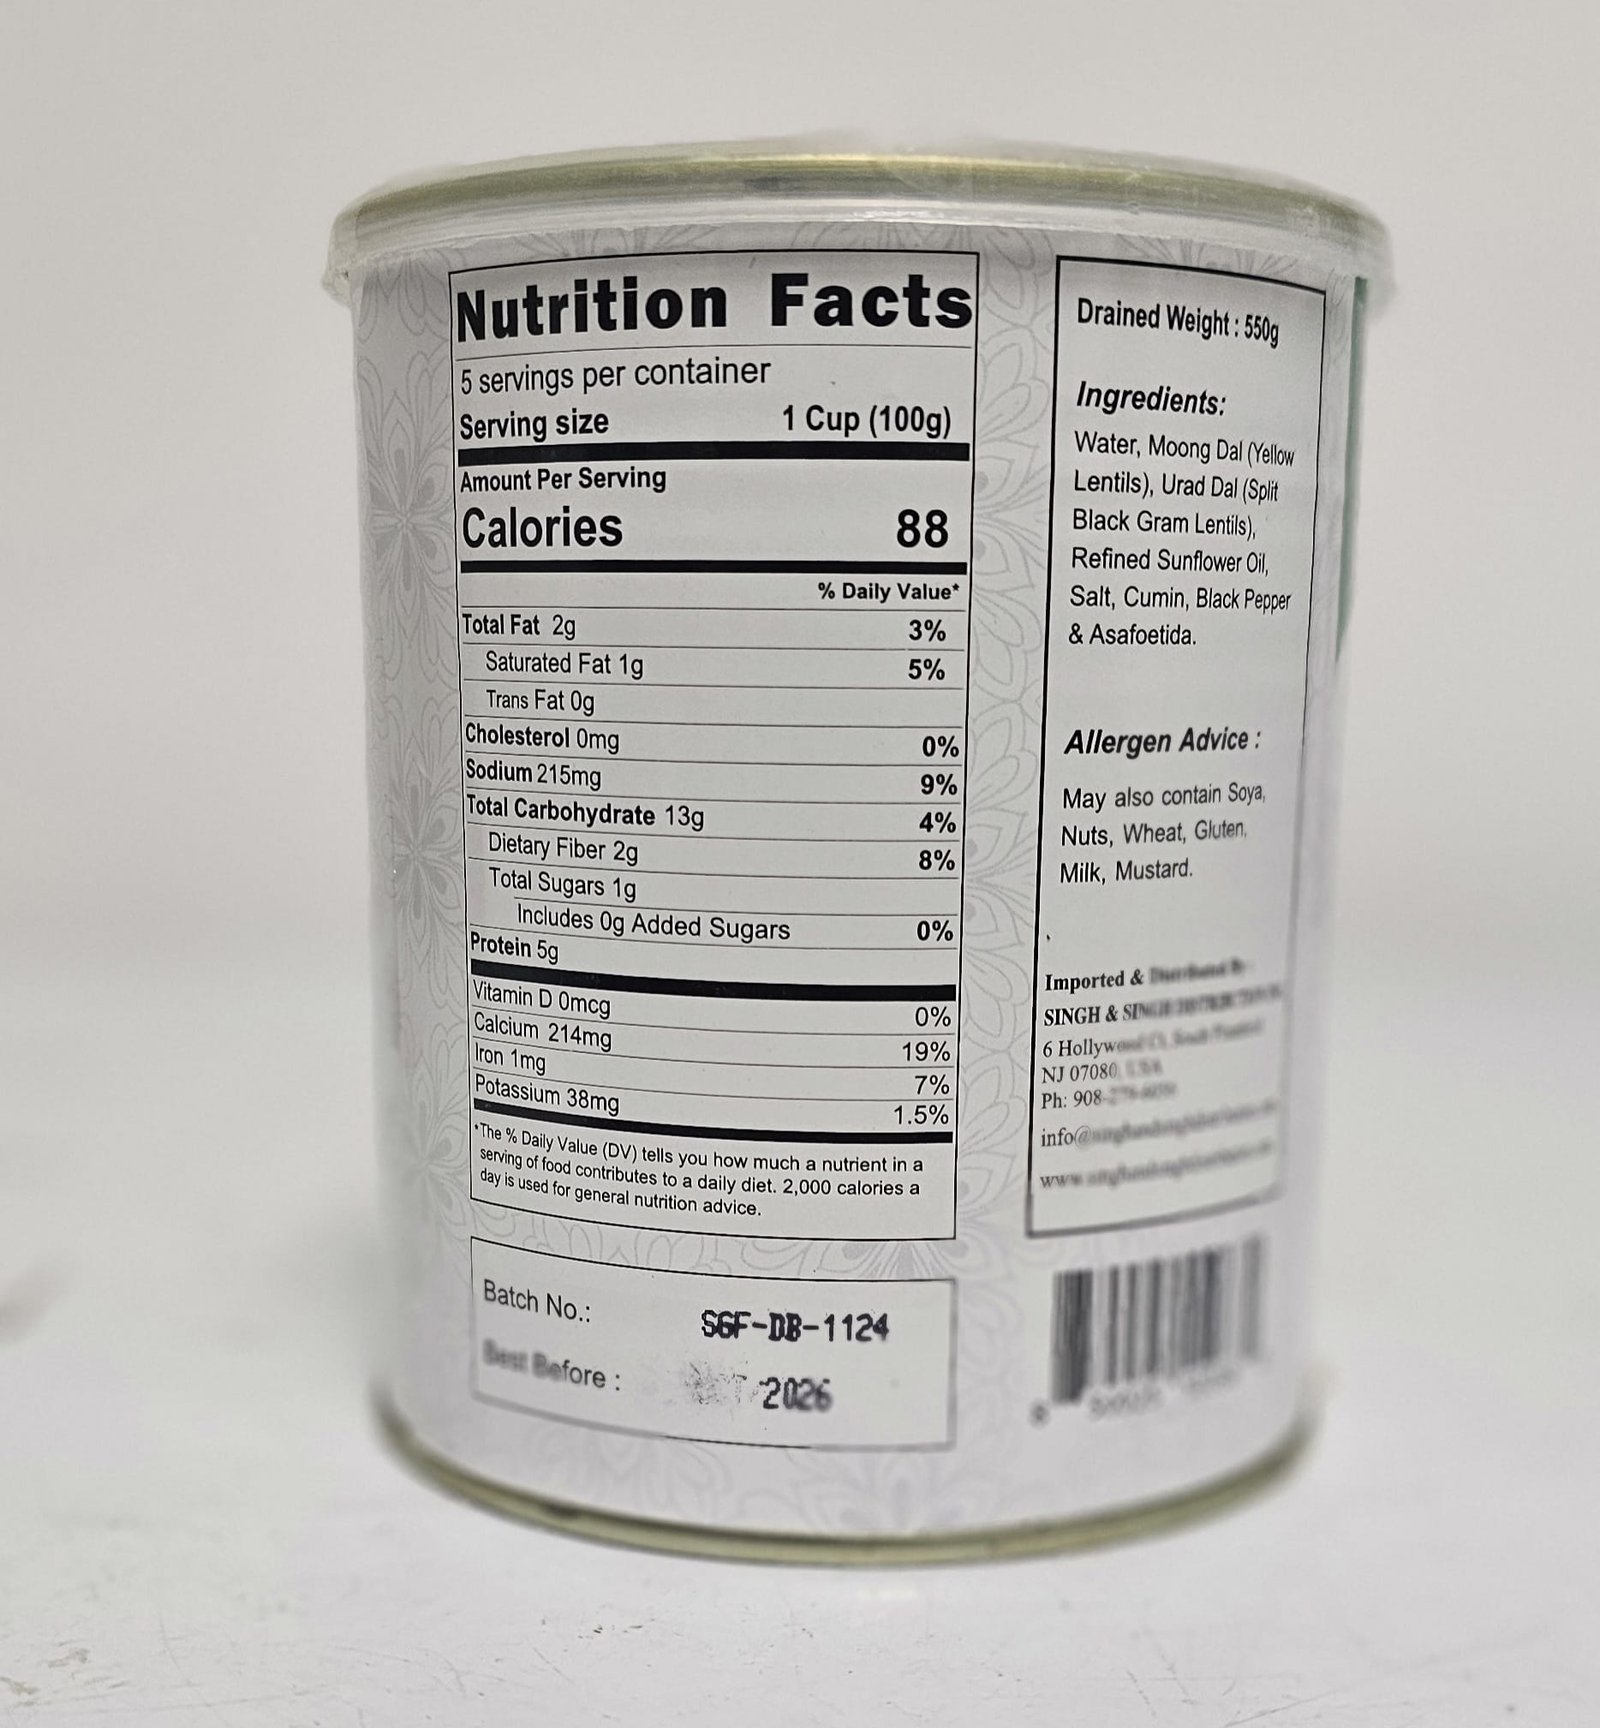 Nutrition Facts
5 servings per container
Serving size 1 Cup (100g)
Amount Per Serving
Calories 88
% Daily Value*
Total Fat 2g 3%
Saturated Fat 1g 5%
Trans Fat 0g
Cholesterol 0mg 0%
Sodium 215mg 9%
Total Carbohydrate 13g 4%
Dietary Fiber 2g 8%
Total Sugars 1g
Includes 0g Added Sugars 0%
Protein 5g
Vitamin D 0mcg 0%
Calcium 214mg 19%
Iron 1mg 7%
Potassium 38mg 1.5%
*The % Daily Value (DV) tells you how much a nutrient in a
serving of food contributes to a daily diet. 2,000 calories a
day is used for general nutrition advice.
Batch No.: SGF-DB-1124
Best Before : 2026
Drained Weight : 550g
Ingredients:
Water, Moong Dal (Yellow
Lentils), Urad Dal (Split
Black Gram Lentils),
Refined Sunflower Oil,
Salt, Cumin, Black Pepper
& Asafoetida.
Allergen Advice :
May also contain Soya,
Nuts, Wheat, Gluten,
Milk, Mustard.
Imported &
SINGH & SINGH
6 Hollywood
NJ 07080
Ph: 908-
info@
www.